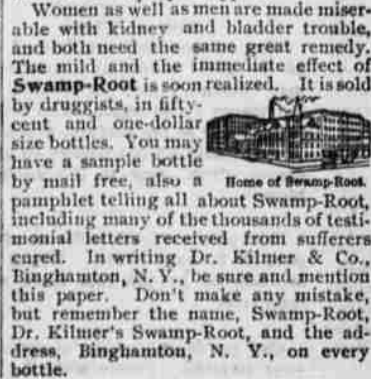 Women as well as men are made miser-
able with kidney and bladder trouble,
and both need the same great remedy.
The mild and the immediate effect of
Swamp-Root is soon realized. It is sold
by druggists, in fifty-
cent and one-dollar
size bottles. You may
have a sample bottle
by mail free, also a
Home of Swamp-Root.
pamphlet telling all about Swamp-Root,
including many of the thousands of testi-
monial letters received from sufferers
cured. In writing Dr. Kilmer & Co.,
Binghamton, N. Y., be sure and mention
this paper. Don't make any mistake,
but remember the name, Swamp-Root,
Dr. Kilmer's Swamp-Root, and the ad-
dress, Binghamton, N. Y., on every
bottle.